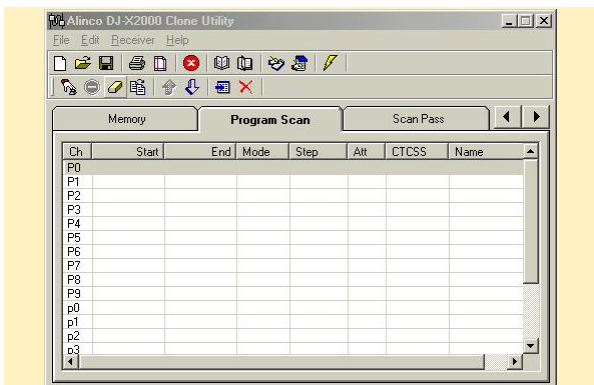 Alinco DJ-X2000 Clone Utility
File Edit Receiver Help
Memory Program Scan Scan Pass
Ch Start End Mode Step Att CTCSS Name
P0
P1
P2
P3
P4
P5
P6
P7
P8
P9
p0
p1
p2
p3